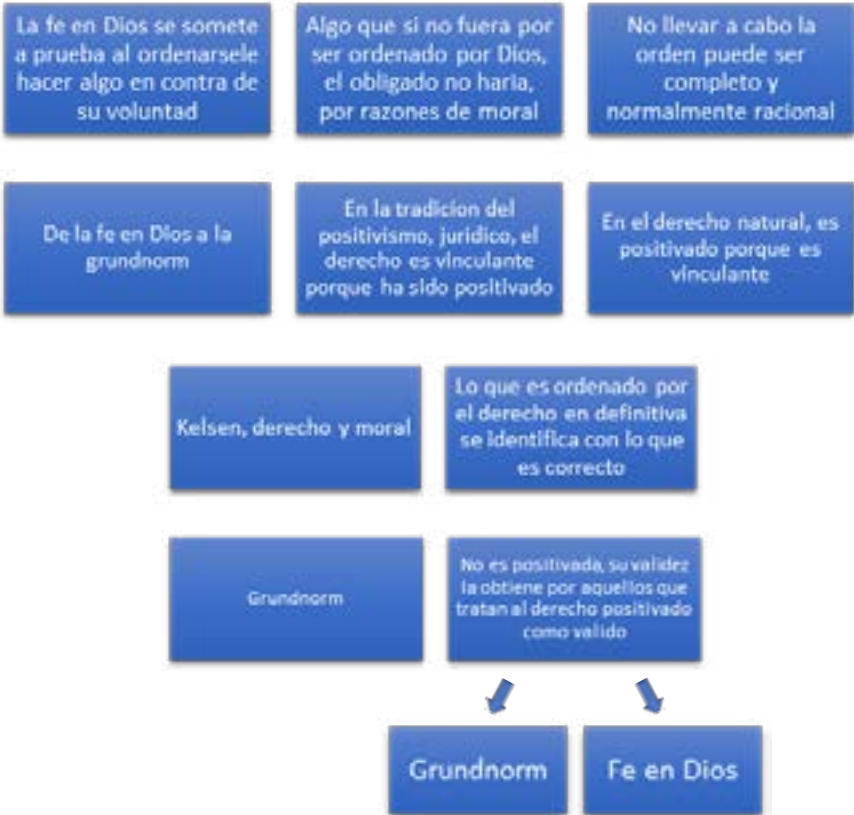 La fe en Dios se somete
a prueba al ordenarsele
hacer algo en contra de
su voluntad
Algo que si no fuera por
ser ordenado por Dios,
el obligado no haria,
por razones de moral
No llevar a cabo la
orden puede ser
completo y
normalmente racional
De la fe en Dios a la
grundnorm
En la tradicion del
positivismo, juridico, el
derecho es vinculante
porque ha sido positivado
En el derecho natural, es
positivado porque es
vinculante
Kelsen, derecho y moral
Lo que es ordenado por
el derecho en definitiva
se identifica con lo que
es correcto
Grundnorm
No es positivada, su validez
la obtiene por aquellos que
tratan al derecho positivado
como valido
Grundnorm
Fe en Dios